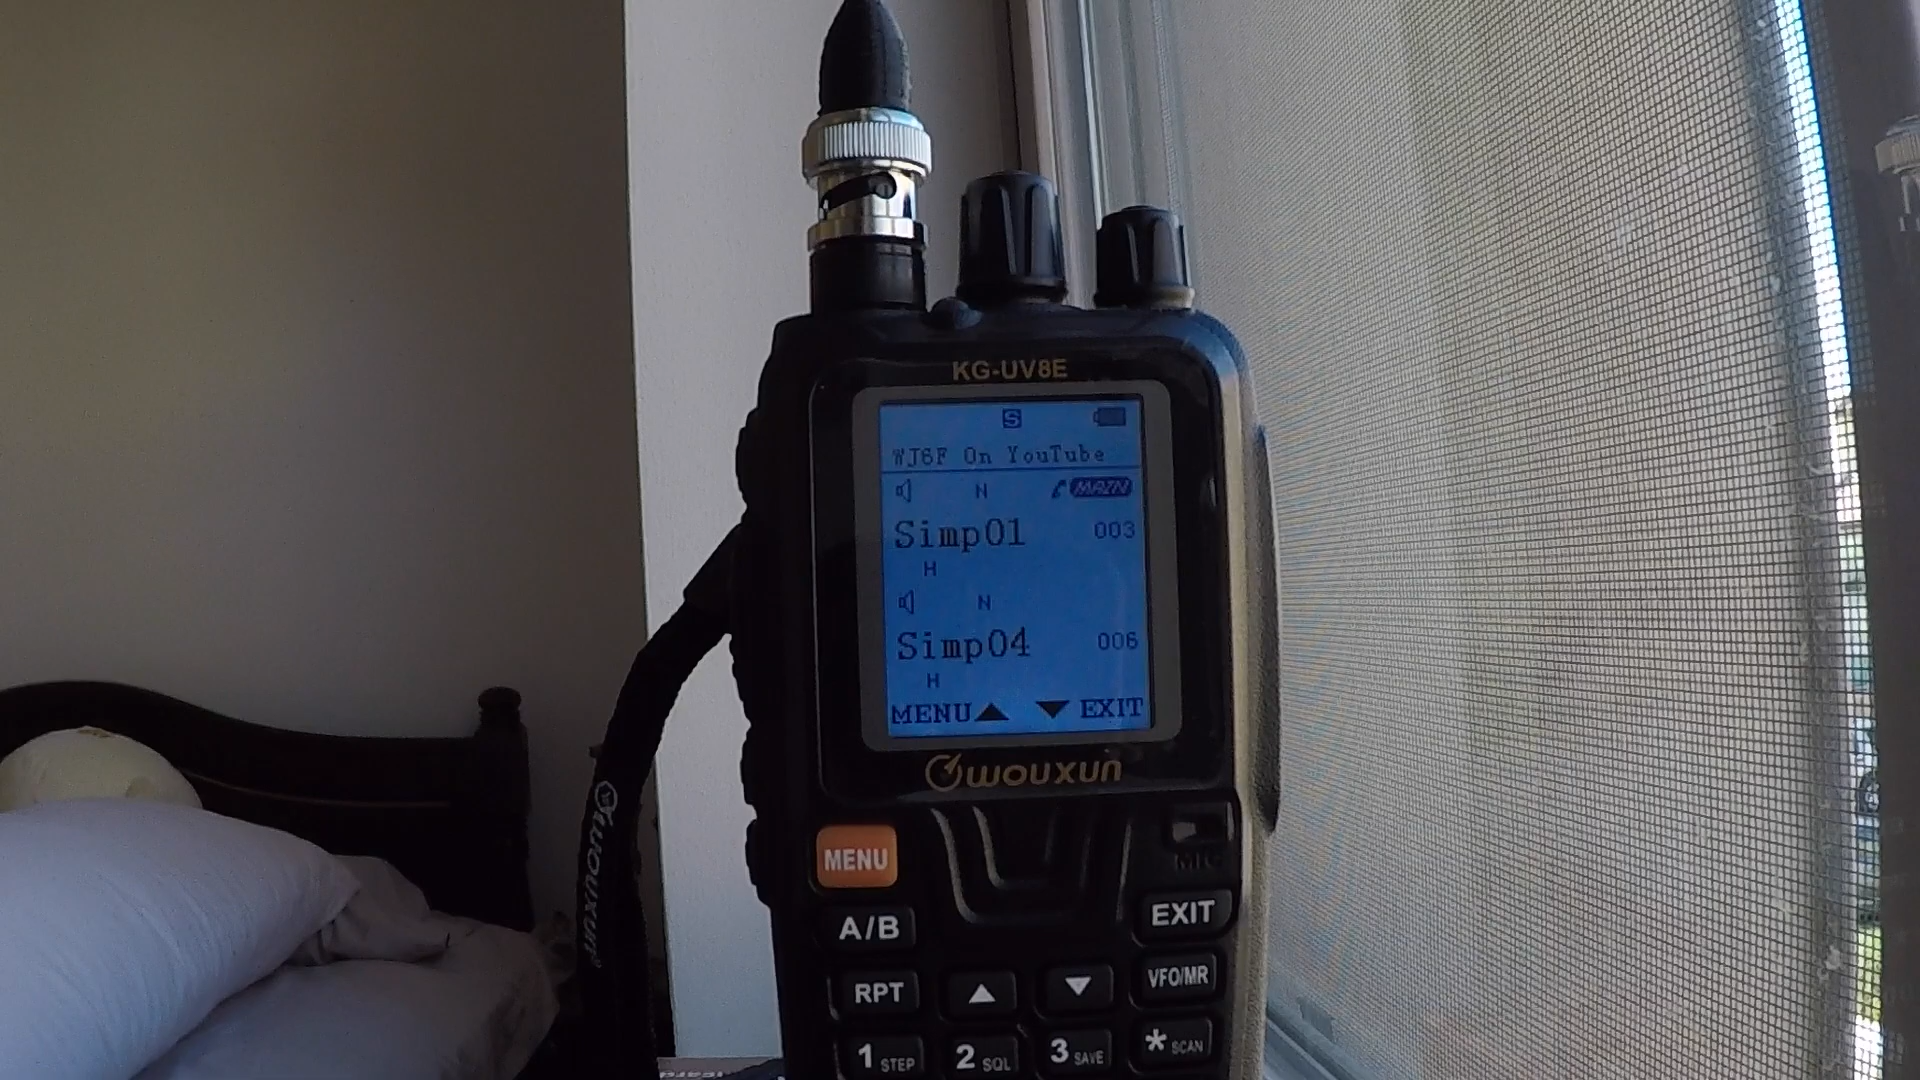 KG-UV8E
S
WJ6F On YouTube
N MAIN
Simp01 003
H
N
Simp04 006
H
MENU EXIT
WOUXUN
WOUXUN
MENU
MIC
A/B EXIT
RPT VFO/MR
1 STEP 2 SQL 3 SAVE * SCAN